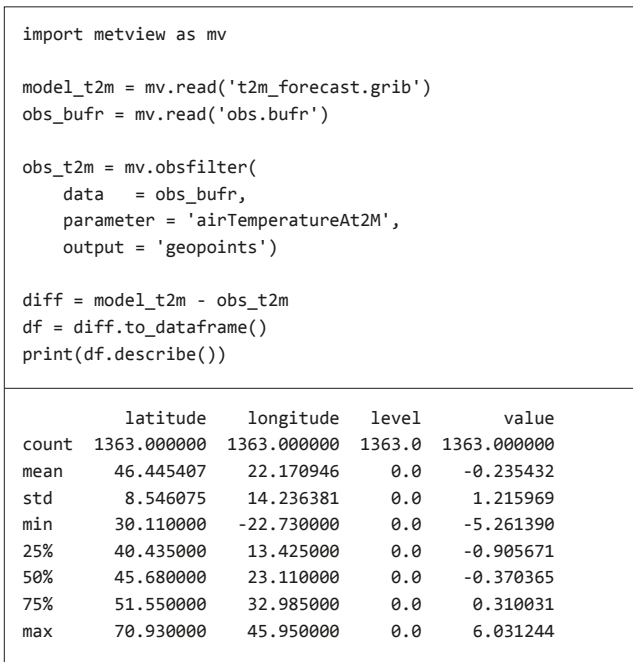 import metview as mv

model_t2m = mv.read('t2m_forecast.grib')
obs_bufr = mv.read('obs.bufr')

obs_t2m = mv.obsfilter(
    data   = obs_bufr,
    parameter = 'airTemperatureAt2M',
    output = 'geopoints')

diff = model_t2m - obs_t2m
df = diff.to_dataframe()
print(df.describe())

          latitude    longitude   level        value
count  1363.000000  1363.000000  1363.0  1363.000000
mean     46.445407    22.170946     0.0    -0.235432
std       8.546075    14.236381     0.0     1.215969
min      30.110000   -22.730000     0.0    -5.261390
25%      40.435000    13.425000     0.0    -0.905671
50%      45.680000    23.110000     0.0    -0.370365
75%      51.550000    32.985000     0.0     0.310031
max      70.930000    45.950000     0.0     6.031244